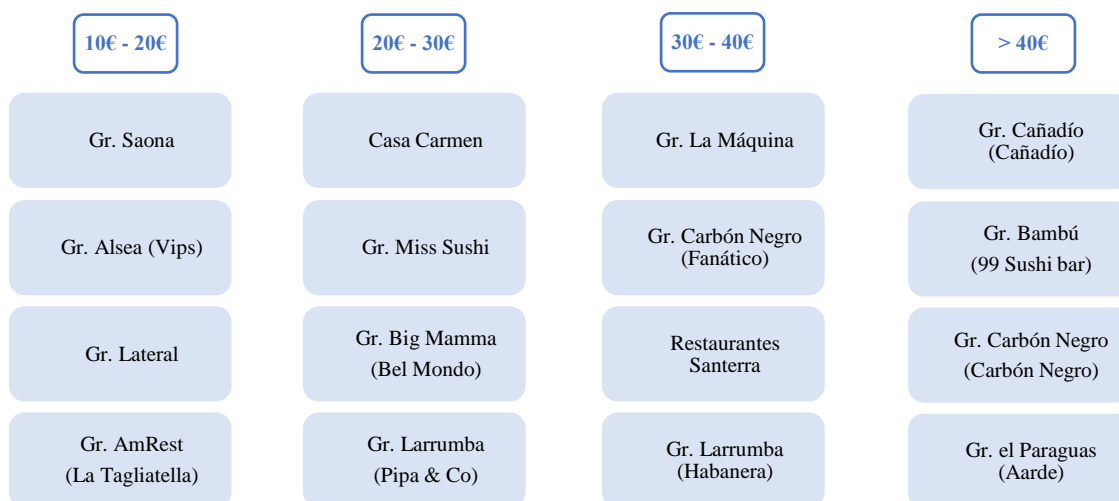 10€ - 20€
20€ - 30€
30€ - 40€
> 40€
Gr. Saona
Casa Carmen
Gr. La Máquina
Gr. Cañadío
(Cañadío)
Gr. Alsea (Vips)
Gr. Miss Sushi
Gr. Carbón Negro
(Fanático)
Gr. Bambú
(99 Sushi bar)
Gr. Lateral
Gr. Big Mamma
(Bel Mondo)
Restaurantes
Santerra
Gr. Carbón Negro
(Carbón Negro)
Gr. AmRest
(La Tagliatella)
Gr. Larrumba
(Pipa & Co)
Gr. Larrumba
(Habanera)
Gr. el Paraguas
(Aarde)